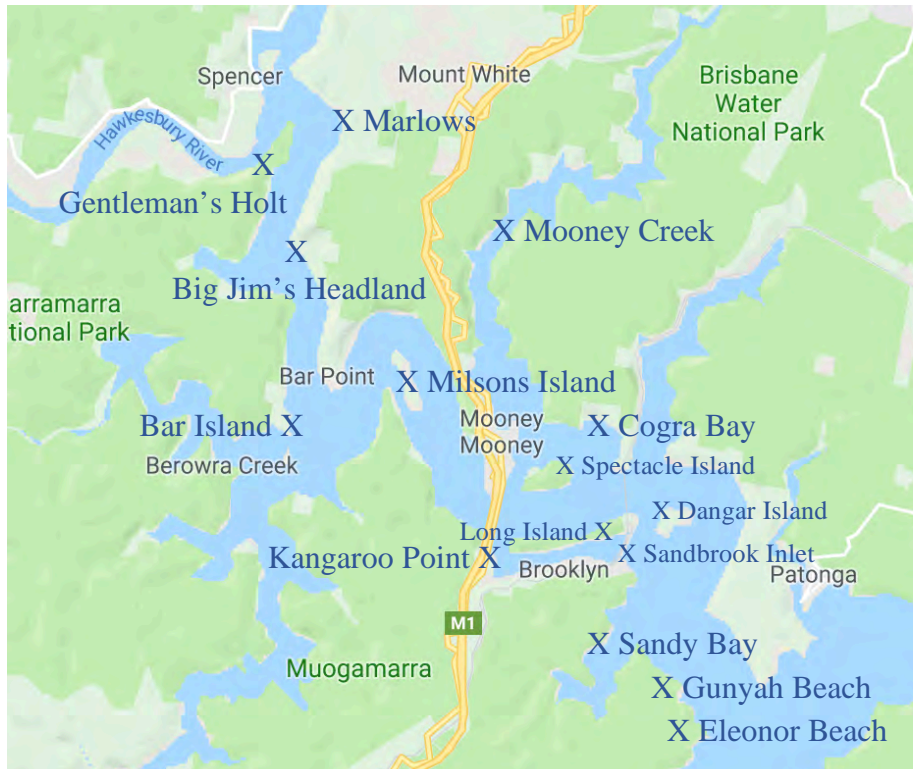 Spencer
Mount White
Brisbane
Water
National Park
X Marlows
Hawkesbury River
X
Gentleman's Holt
X Mooney Creek
X
Big Jim's Headland
arramarra
tional Park
Bar Point
X Milsons Island
Mooney
Mooney
Bar Island X
X Cogra Bay
Berowra Creek
X Spectacle Island
X Dangar Island
Long Island X
Kangaroo Point X
X Sandbrook Inlet
Brooklyn
Patonga
M1
X Sandy Bay
Muogamarra
X Gunyah Beach
X Eleonor Beach